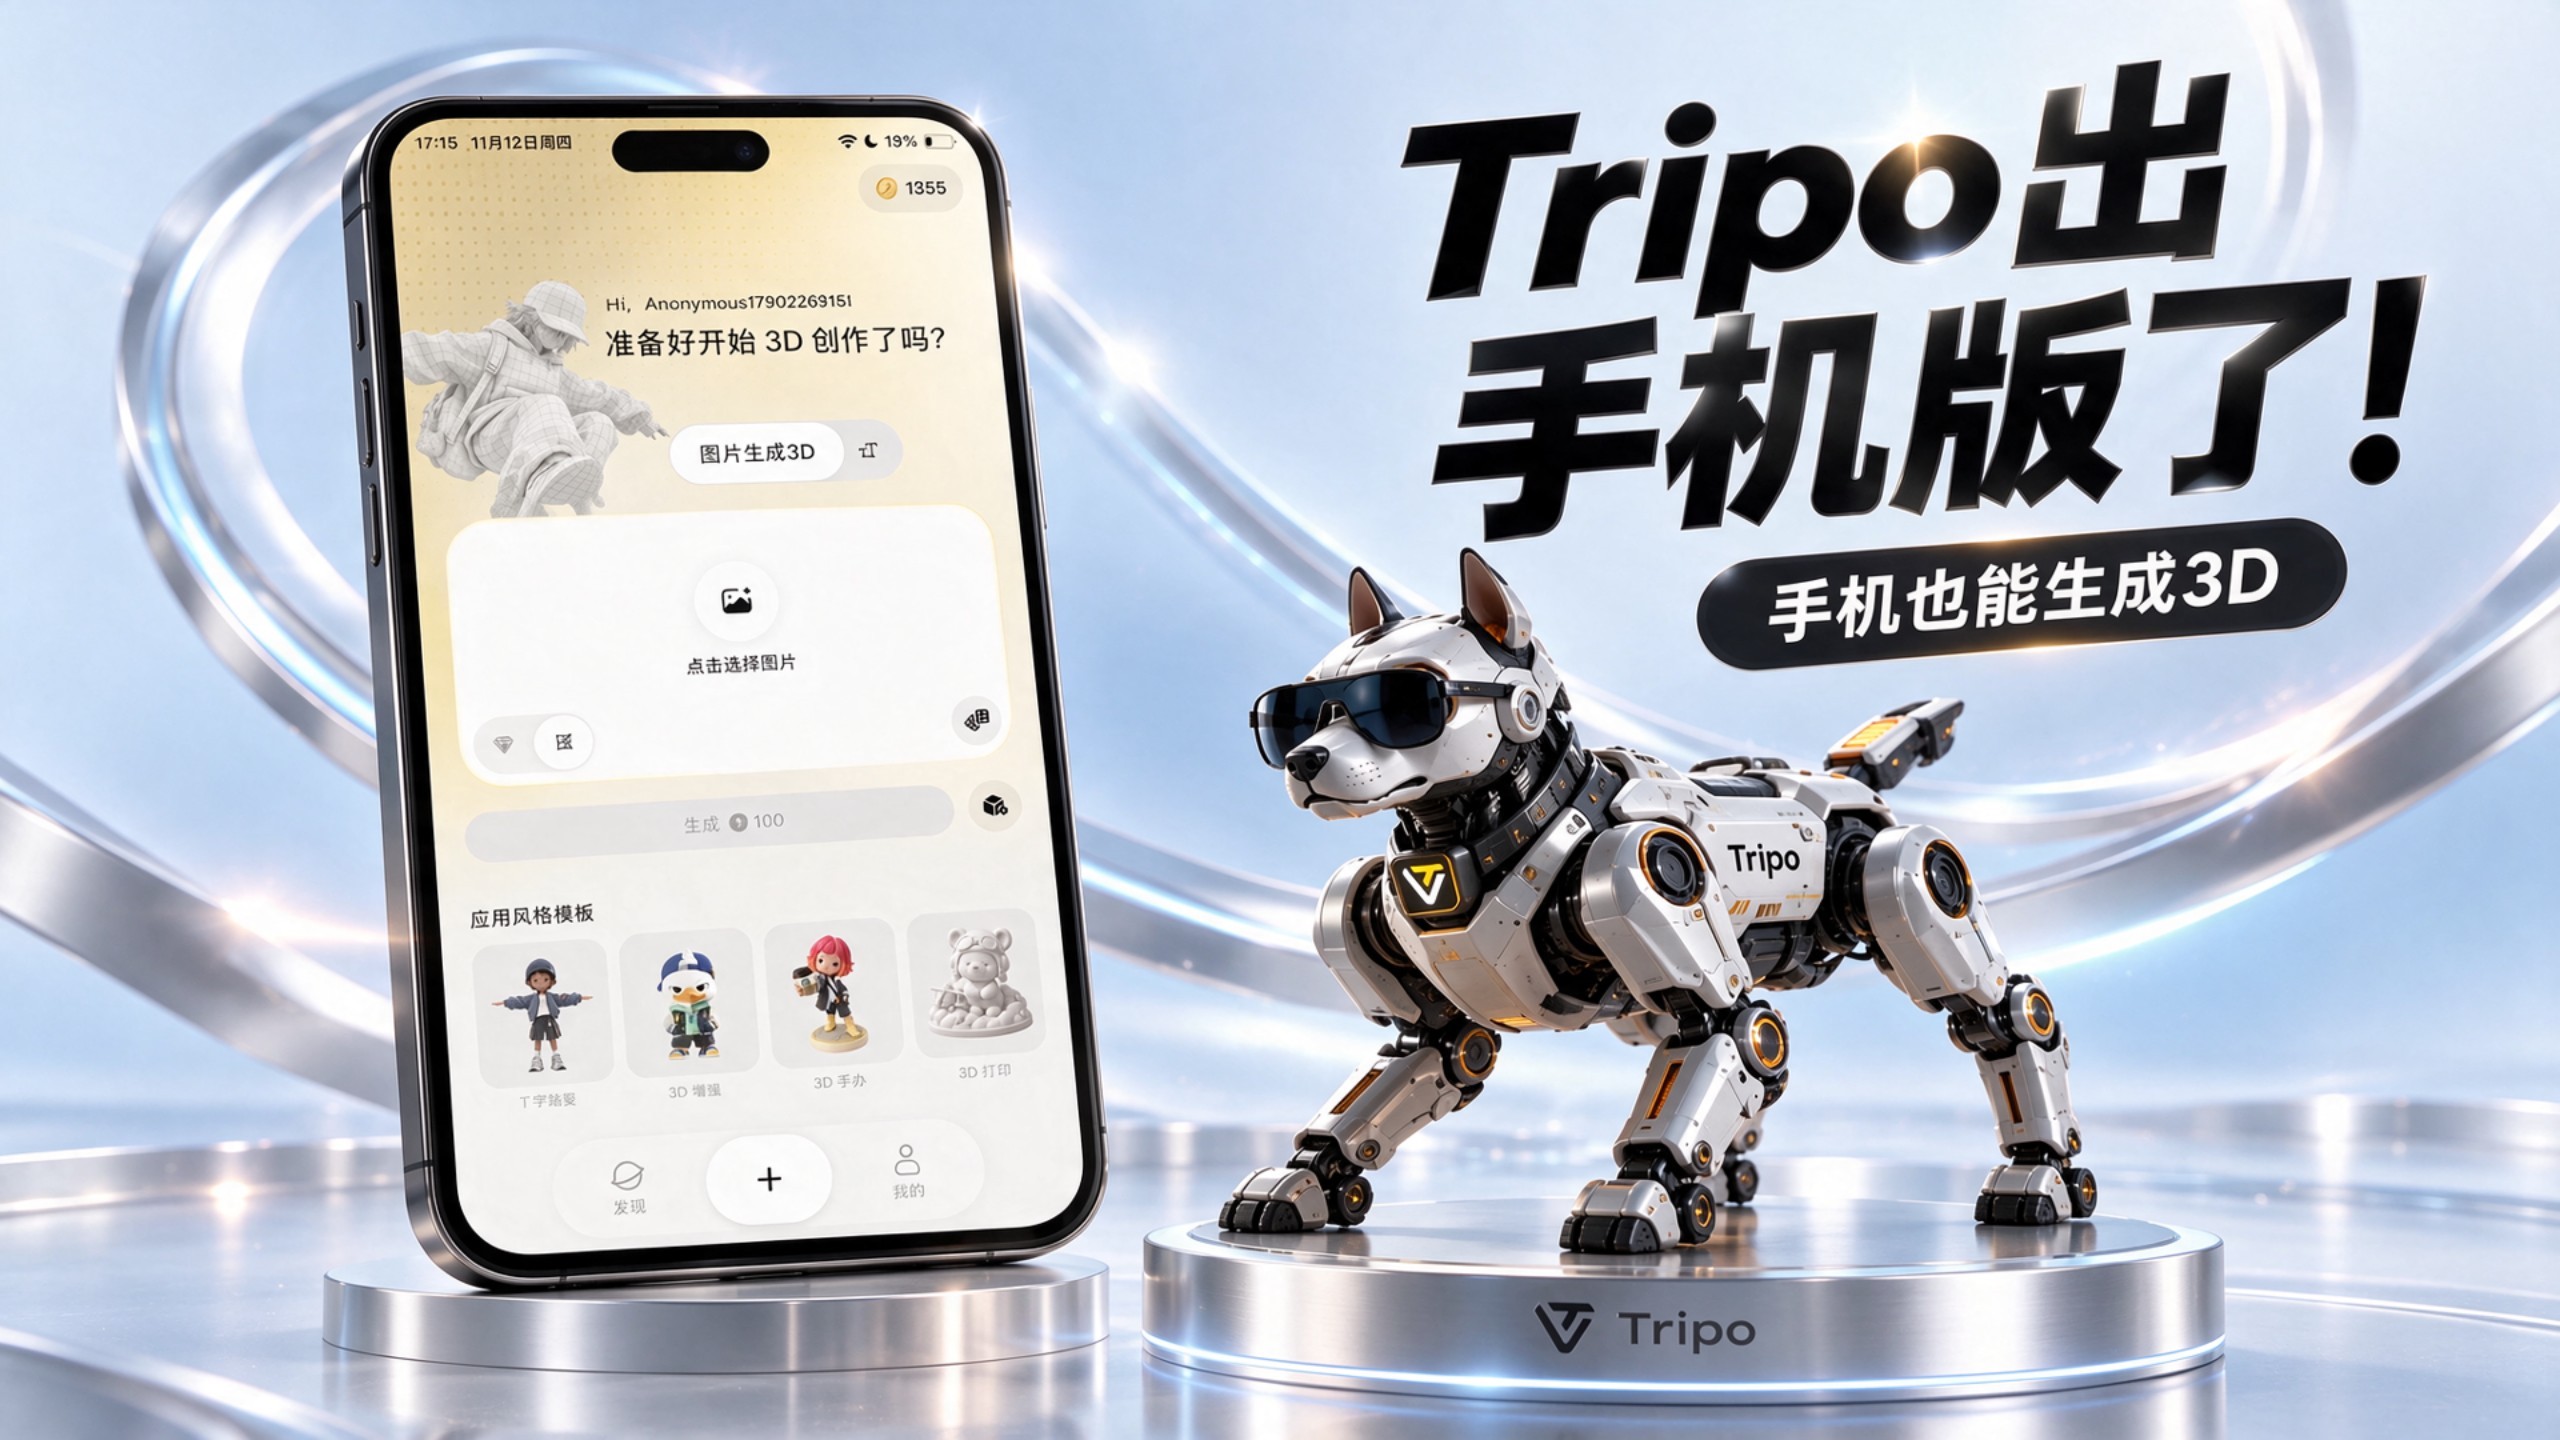 17:15 11月12日周四
19%
1355
Hi, Anonymous17902269151
准备好开始 3D 创作了吗?
图片生成3D
点击选择图片
生成 100
应用风格模板
3D 增强
3D 手办
3D 打印
发现
我的
Tripo出
手机版了!
手机也能生成3D
Tripo
Tripo